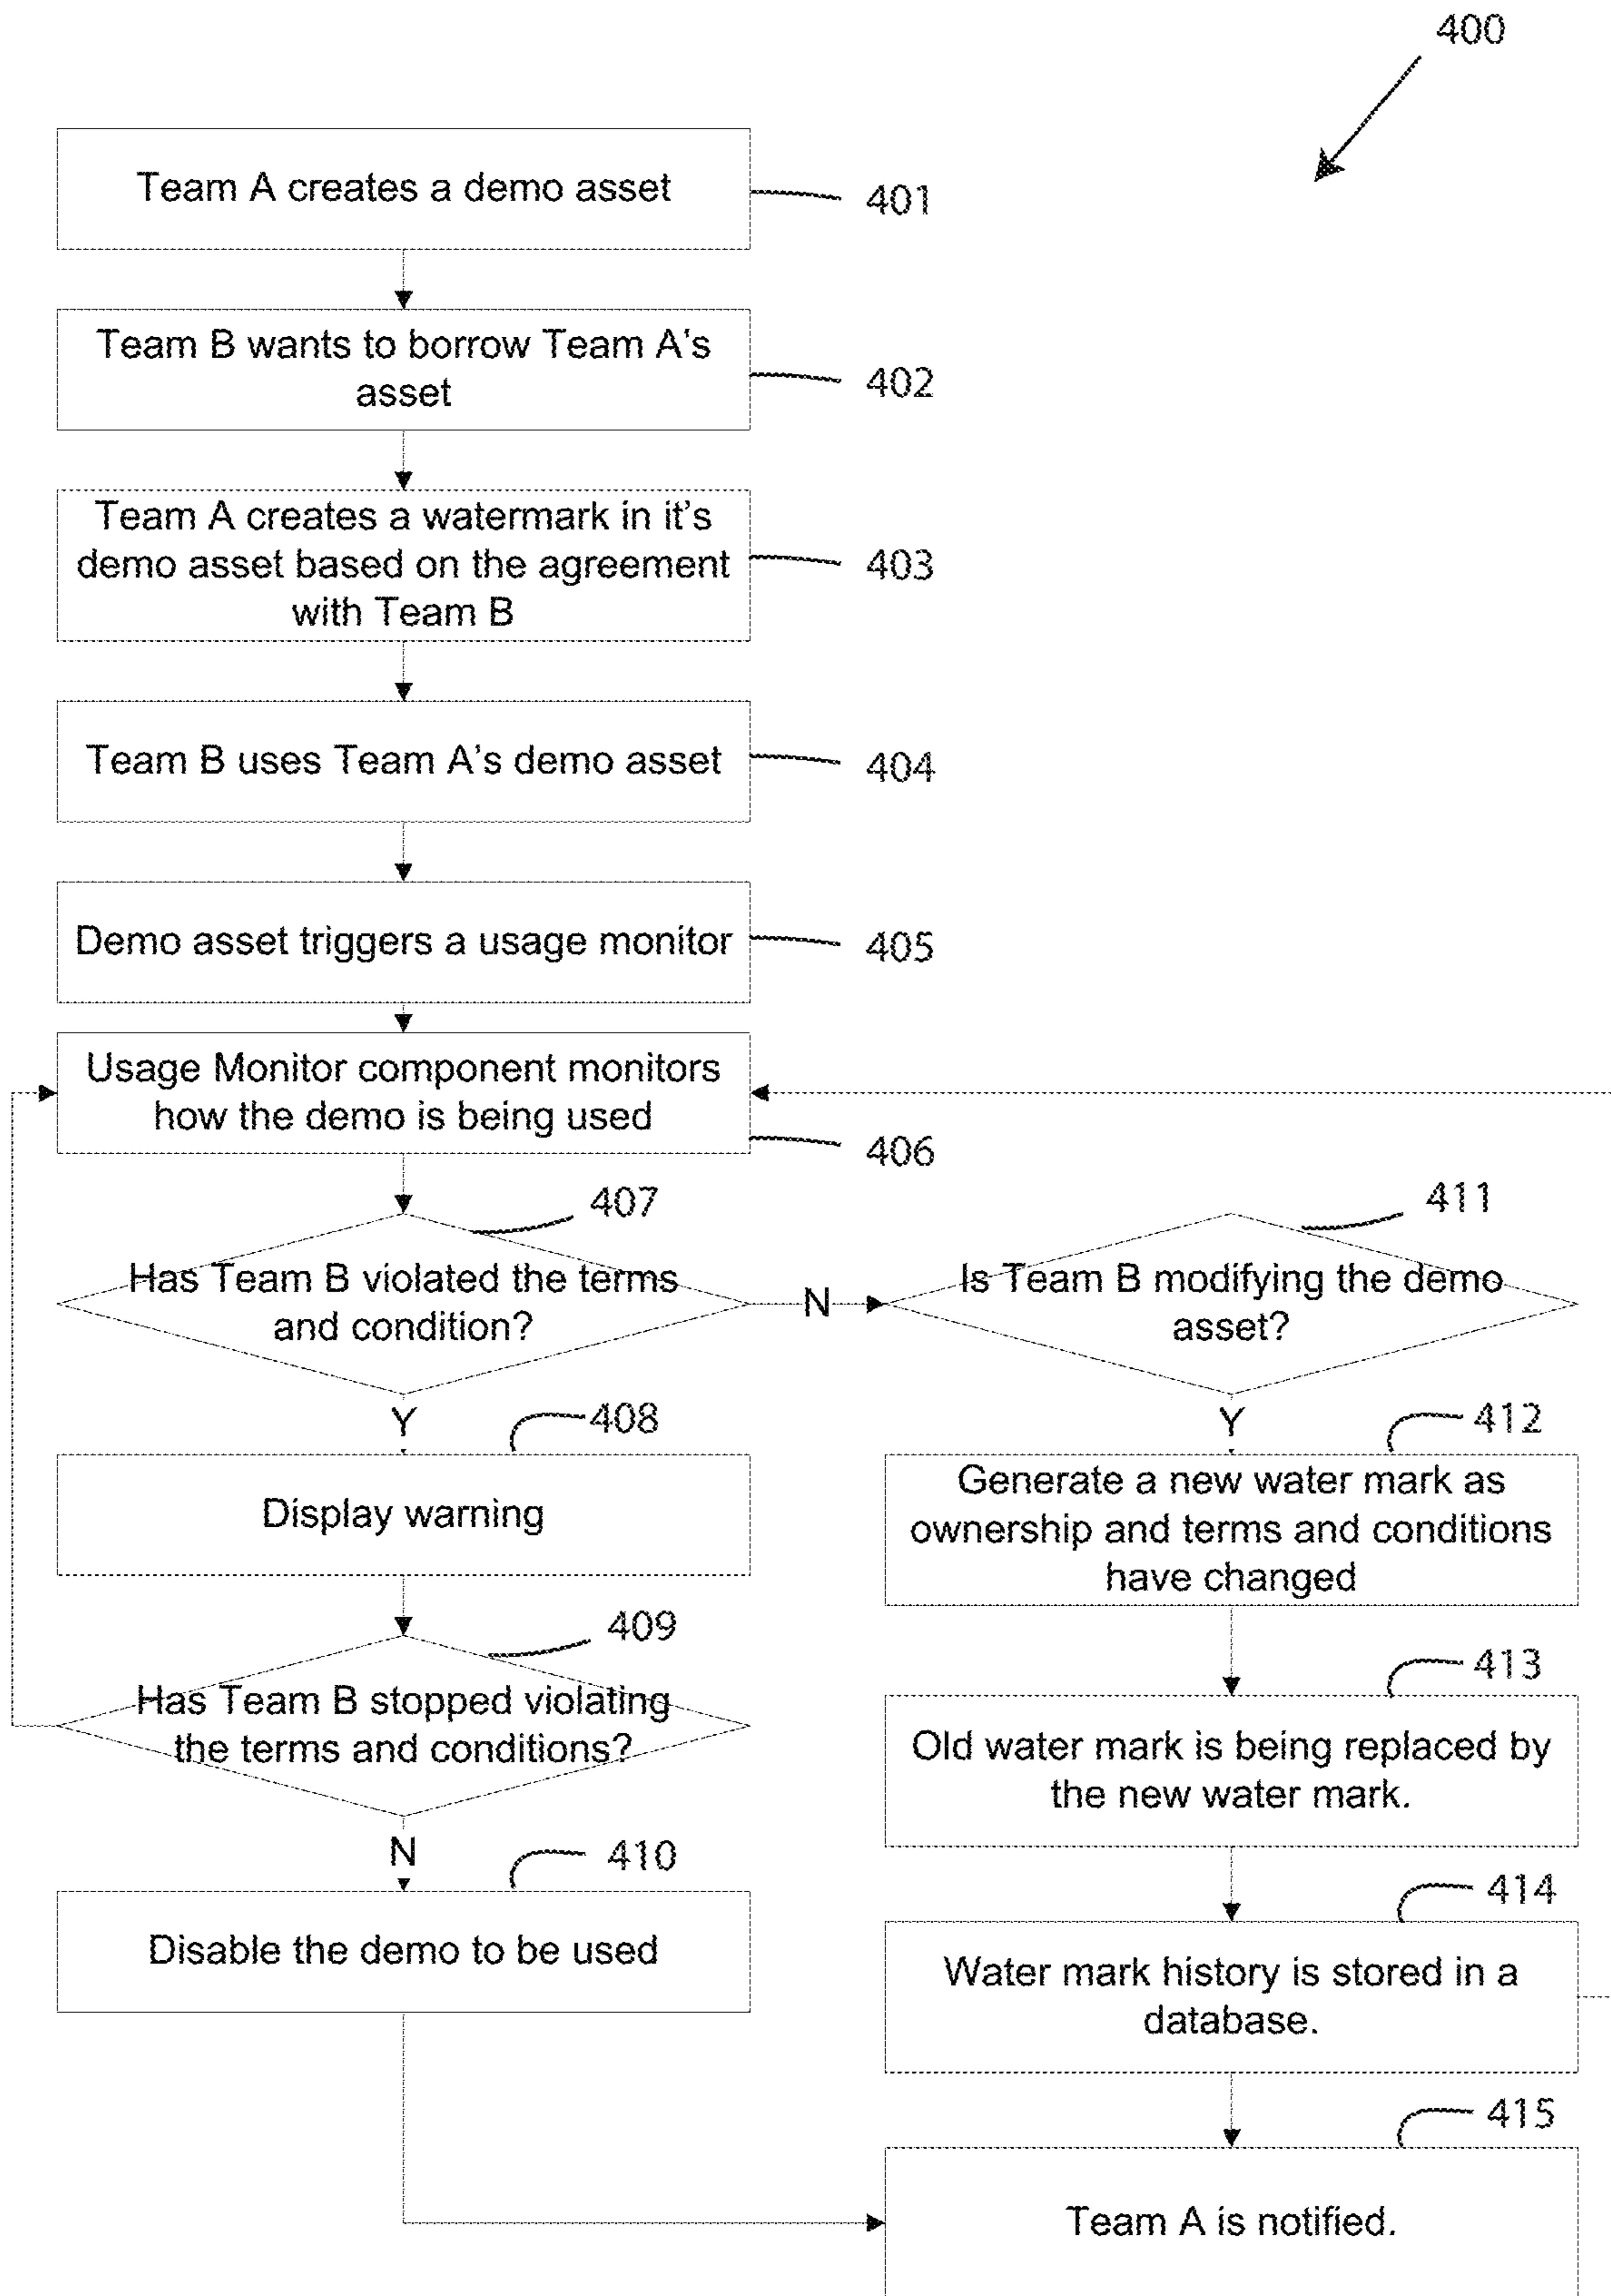 400
Team A creates a demo asset
401
Team B wants to borrow Team A's
asset
402
Team A creates a watermark in it's
demo asset based on the agreement
with Team B
403
Team B uses Team A's demo asset
404
Demo asset triggers a usage monitor
405
Usage Monitor component monitors
how the demo is being used
406
407
Has Team B violated the terms
and condition?
N
411
Is Team B modifying the demo
asset?
Y
408
Display warning
409
Has Team B stopped violating
the terms and conditions?
N
410
Disable the demo to be used
Y
412
Generate a new water mark as
ownership and terms and conditions
have changed
413
Old water mark is being replaced by
the new water mark.
414
Water mark history is stored in a
database.
415
Team A is notified.